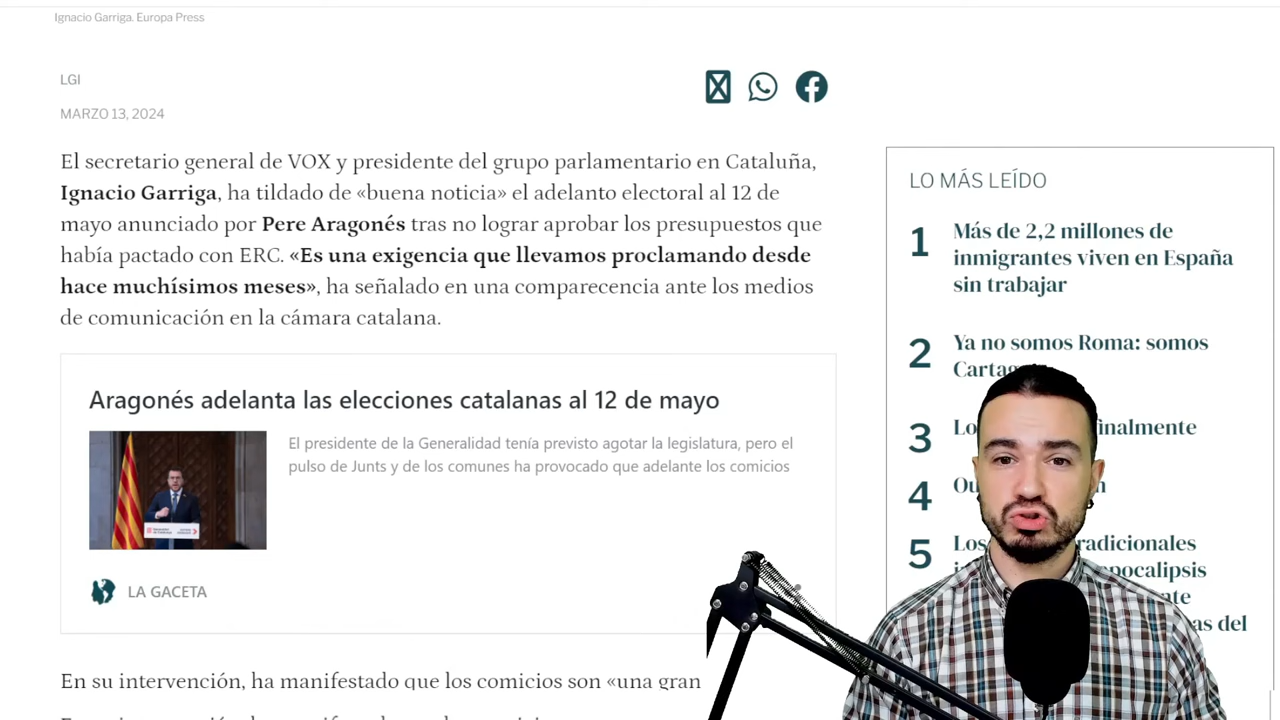 Ignacio Garriga. Europa Press
LGI
MARZO 13, 2024
El secretario general de VOX y presidente del grupo parlamentario en Cataluña,
Ignacio Garriga, ha tildado de «buena noticia» el adelanto electoral al 12 de
mayo anunciado por Pere Aragonés tras no lograr aprobar los presupuestos que
había pactado con ERC. «Es una exigencia que llevamos proclamando desde
hace muchísimos meses», ha señalado en una comparecencia ante los medios
de comunicación en la cámara catalana.
Aragonés adelanta las elecciones catalanas al 12 de mayo
El presidente de la Generalidad tenía previsto agotar la legislatura, pero el
pulso de Junts y de los comunes ha provocado que adelante los comicios
LA GACETA
En su intervención, ha manifestado que los comicios son «una gran
LO MÁS LEÍDO
1
Más de 2,2 millones de
inmigrantes viven en España
sin trabajar
2
Ya no somos Roma: somos
3
4
5
as del